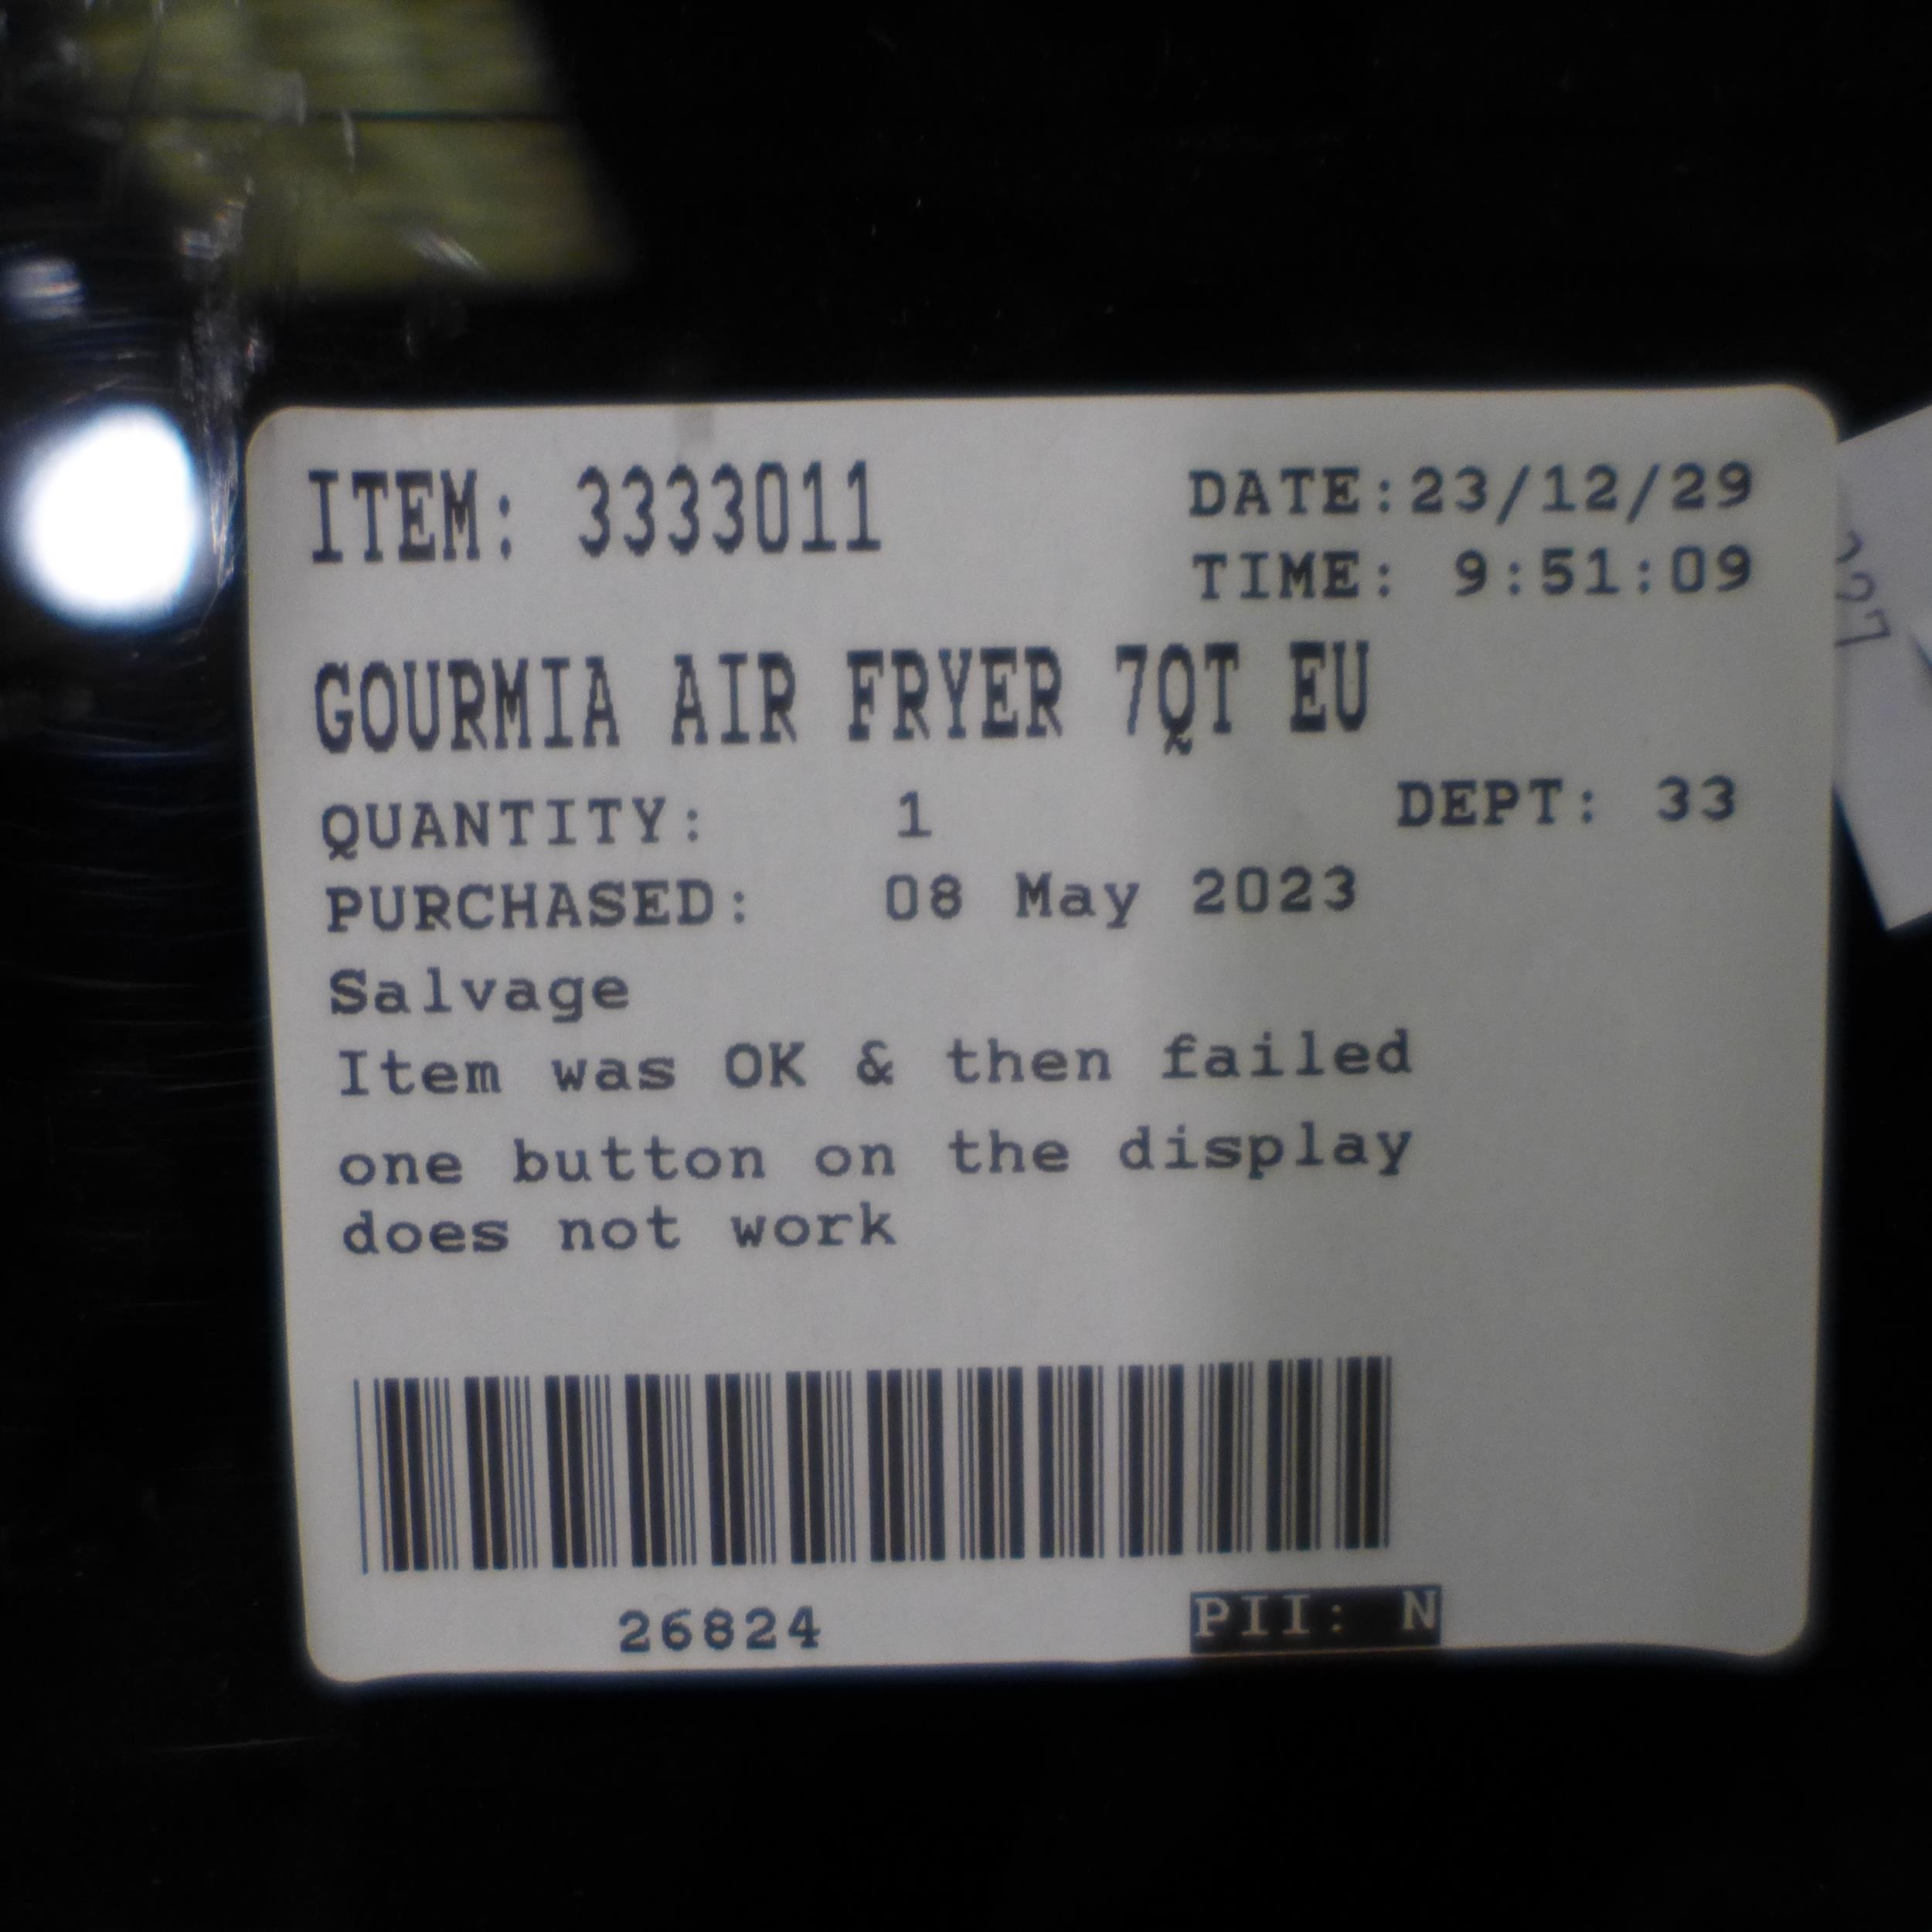 ITEM: 3333011
DATE:23/12/29
TIME: 9:51:09
GOURMIA AIR FRYER 7QT EU
QUANTITY: 1
DEPT: 33
PURCHASED: 08 May 2023
Salvage
Item was OK & then failed
one button on the display
does not work
26824
PII: N